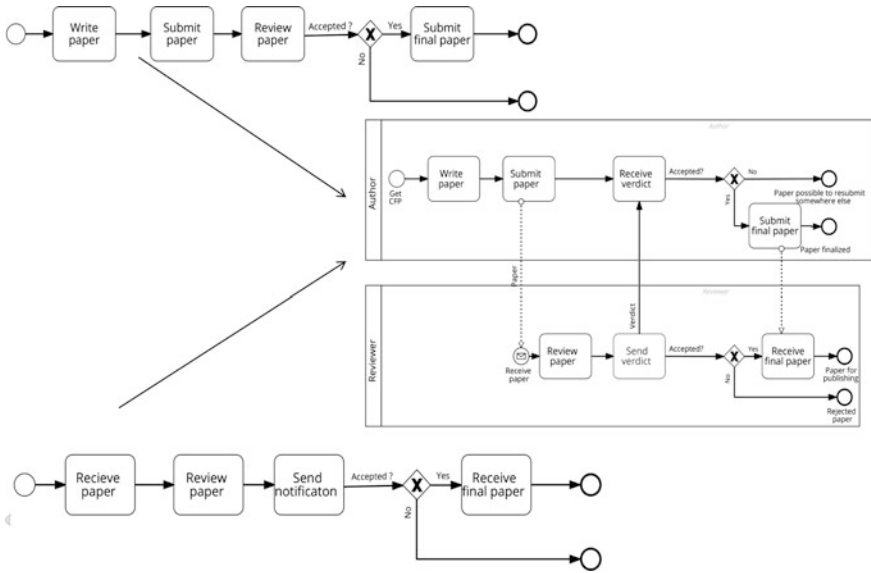 Write
paper
Submit
paper
Review
paper
Accepted ?
Yes
No
Submit
final paper
Author
Author
Get
CFP
Write
paper
Submit
paper
Receive
verdict
Accepted?
No
Yes
Paper possible to resubmit
somewhere else
Submit
final paper
Paper finalized
Paper
Verdict
Reviewer
Reviewer
Receive
paper
Review
paper
Send
verdict
Accepted?
Yes
No
Receive
final paper
Paper for
publishing
Rejected
paper
Recieve
paper
Review
paper
Send
notificaton
Accepted ?
Yes
No
Receive
final paper